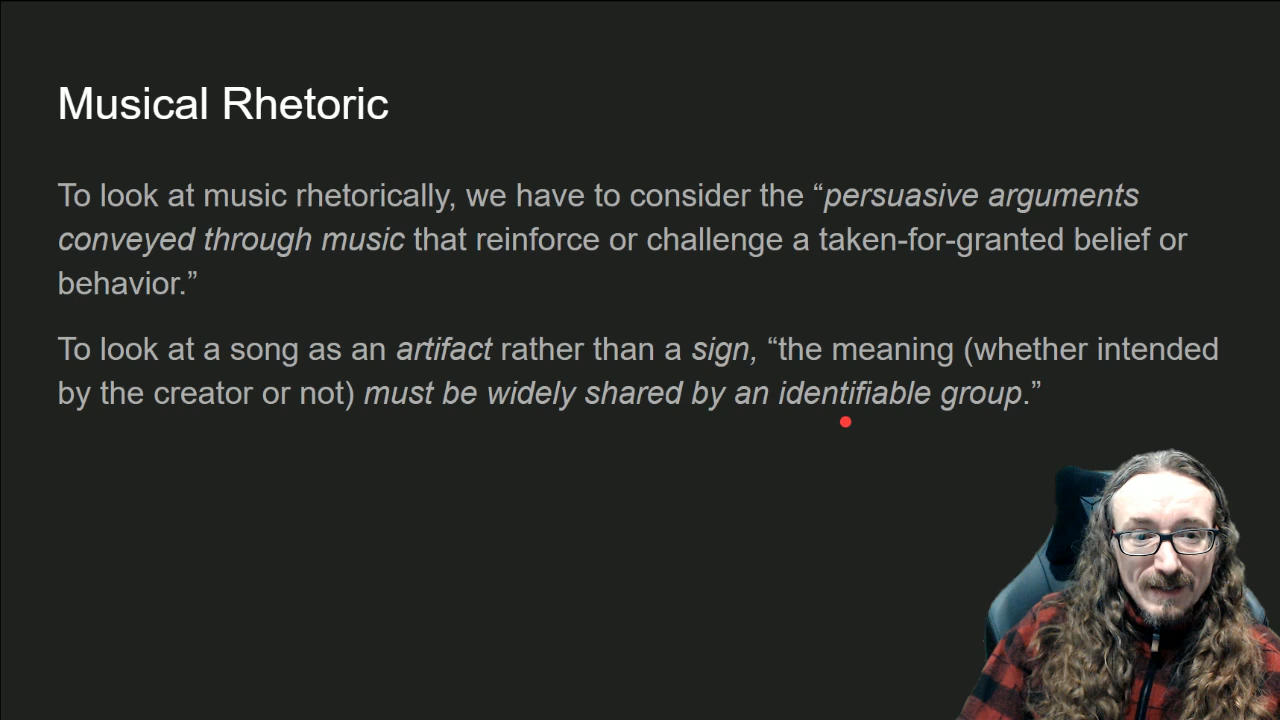 Musical Rhetoric
To look at music rhetorically, we have to consider the “persuasive arguments
conveyed through music that reinforce or challenge a taken-for-granted belief or
behavior.”
To look at a song as an artifact rather than a sign, “the meaning (whether intended
by the creator or not) must be widely shared by an identifiable group.”